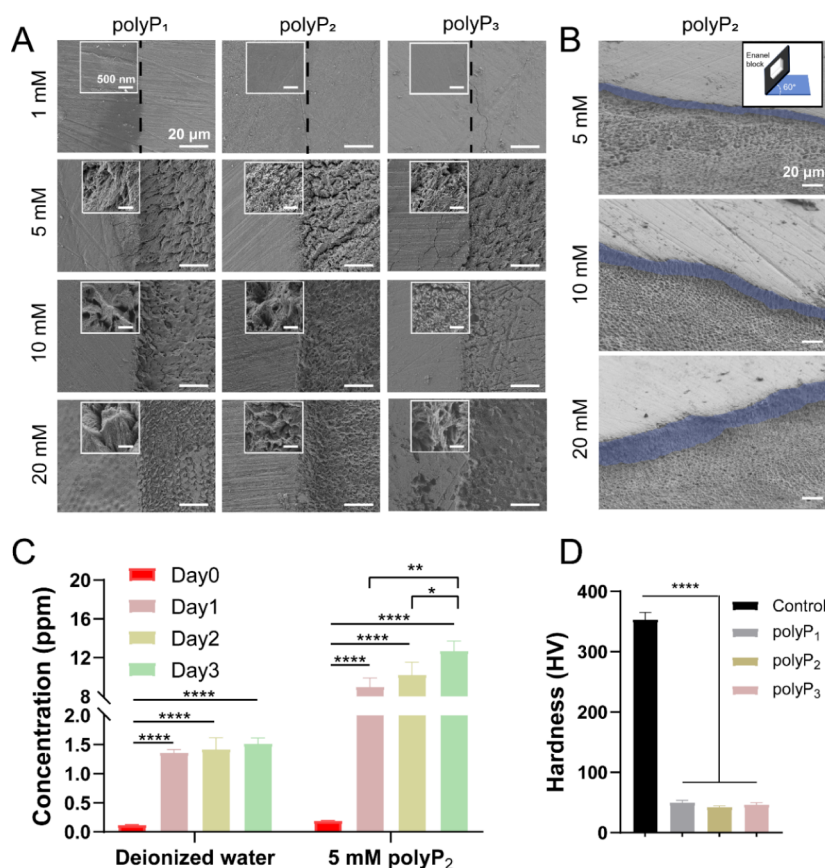 A
polyP₁ polyP₂ polyP₃
1 mM
500 nm
20 µm
5 mM
10 mM
20 mM
B
polyP₂
Enanel
block
60°
5 mM
20 µm
10 mM
20 mM
C
Concentration (ppm)
20
16
12
8
2.0
1.5
1.0
0.5
0.0
Day0
Day1
Day2
Day3
****
****
****
**
*
****
****
****
Deionized water 5 mM polyP₂
D
Hardness (HV)
400
300
200
100
0
****
Control
polyP₁
polyP₂
polyP₃